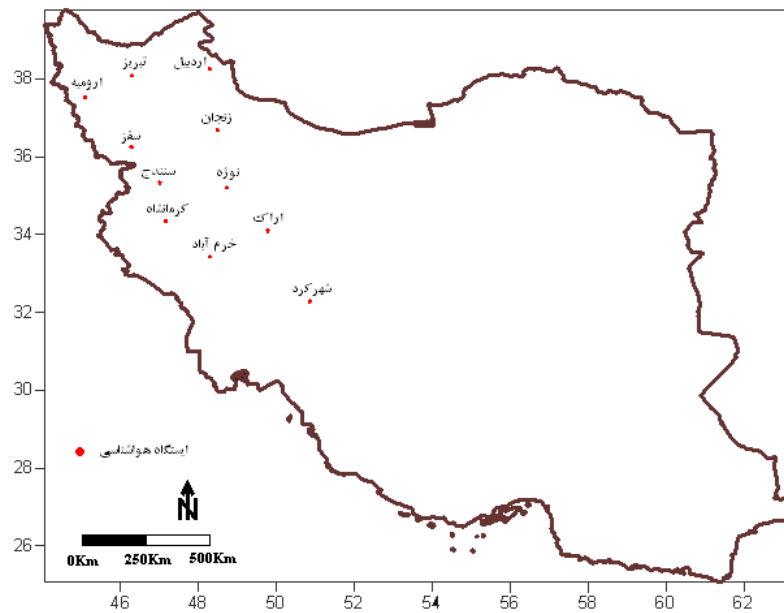 38
36
34
32
30
28
26
اردبیل
تبریز
ارومیه
زنجان
سقز
سنندج
نوژه
کرمانشاه
اراک
خرم آباد
شهرکرد
ایستگاه هواشناسی
N
0Km 250Km 500Km
46 48 50 52 54 56 58 60 62